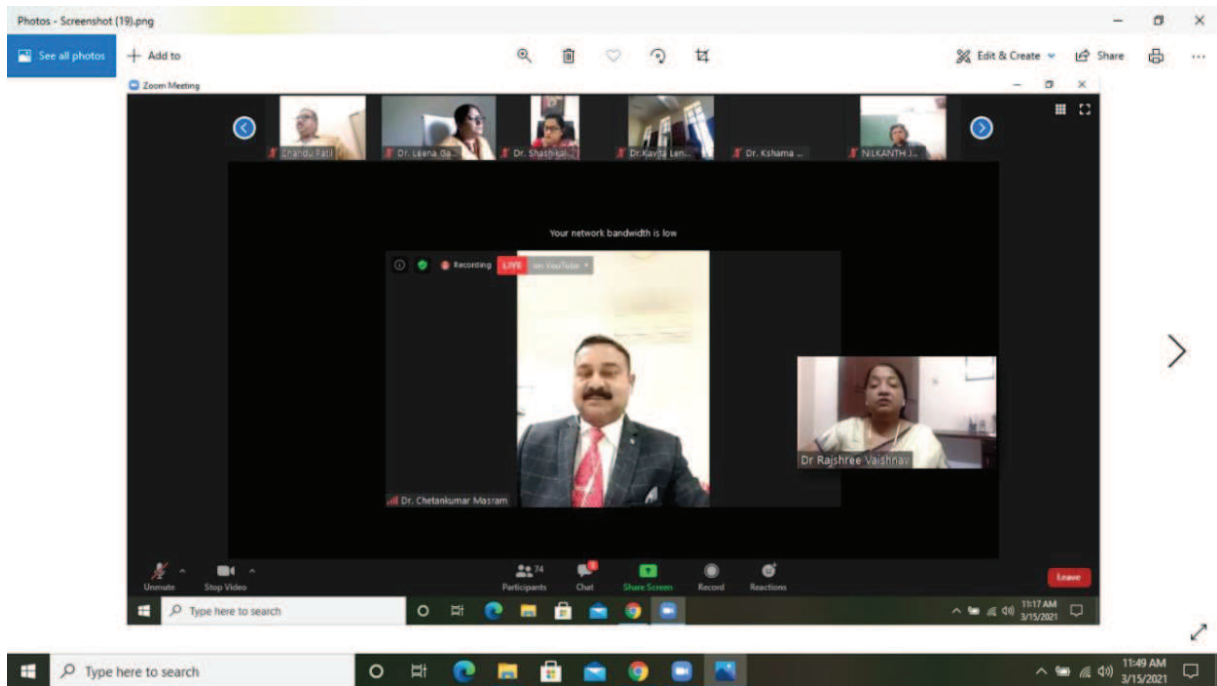 Photos - Screenshot (19).png
See all photos
Add to
Edit & Create
Share
Zoom Meeting
Chandu Patil
Dr. Leena Ga...
Dr. Shashikal...
Dr.Kavita Len...
Dr. Kshama ...
NILKANTH J...
Your network bandwidth is low
Recording LIVE on YouTube
Dr Rajshree Vaishnav
Dr. Chetankumar Masram
74
Unmute Stop Video Participants Chat Share Screen Record Reactions Leave
Type here to search
11:17 AM
3/15/2021
Type here to search
11:49 AM
3/15/2021